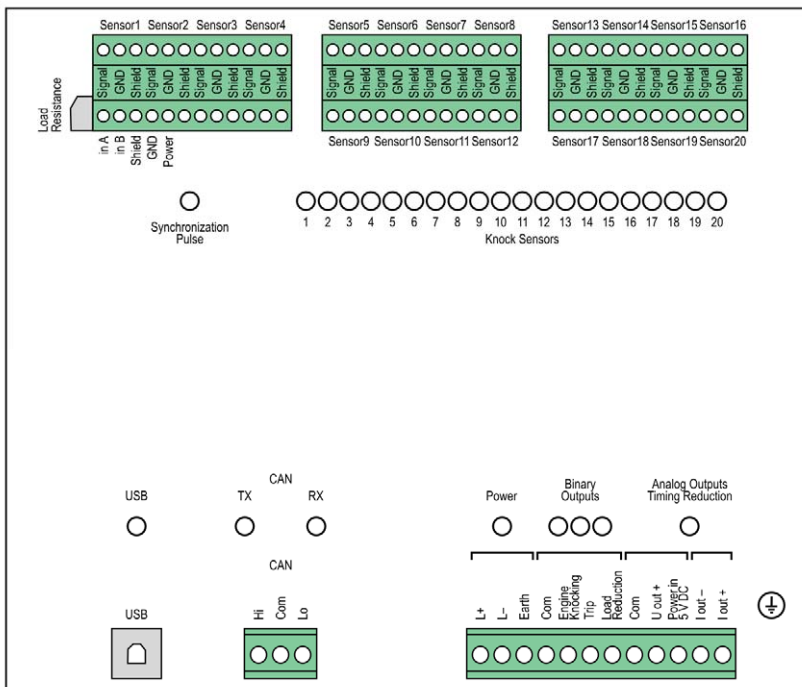 Sensor1 Sensor2 Sensor3 Sensor4
Sensor5 Sensor6 Sensor7 Sensor8
Sensor13 Sensor14 Sensor15 Sensor16
Load
Resistance
Signal GND Shield Signal GND Shield Signal GND Shield Signal GND Shield
Signal GND Shield Signal GND Shield Signal GND Shield Signal GND Shield
Signal GND Shield Signal GND Shield Signal GND Shield Signal GND Shield
in A in B Shield GND Power
Sensor9 Sensor10 Sensor11 Sensor12
Sensor17 Sensor18 Sensor19 Sensor20
Synchronization
Pulse
1 2 3 4 5 6 7 8 9 10 11 12 13 14 15 16 17 18 19 20
Knock Sensors
USB
CAN
TX RX
Power
Binary
Outputs
Analog Outputs
Timing Reduction
CAN
USB
Hi Com Lo
L+
L–
Earth
Com
Engine
Knocking
Trip
Load
Reduction
Com
U out +
Power in
5 V DC
I out –
I out +